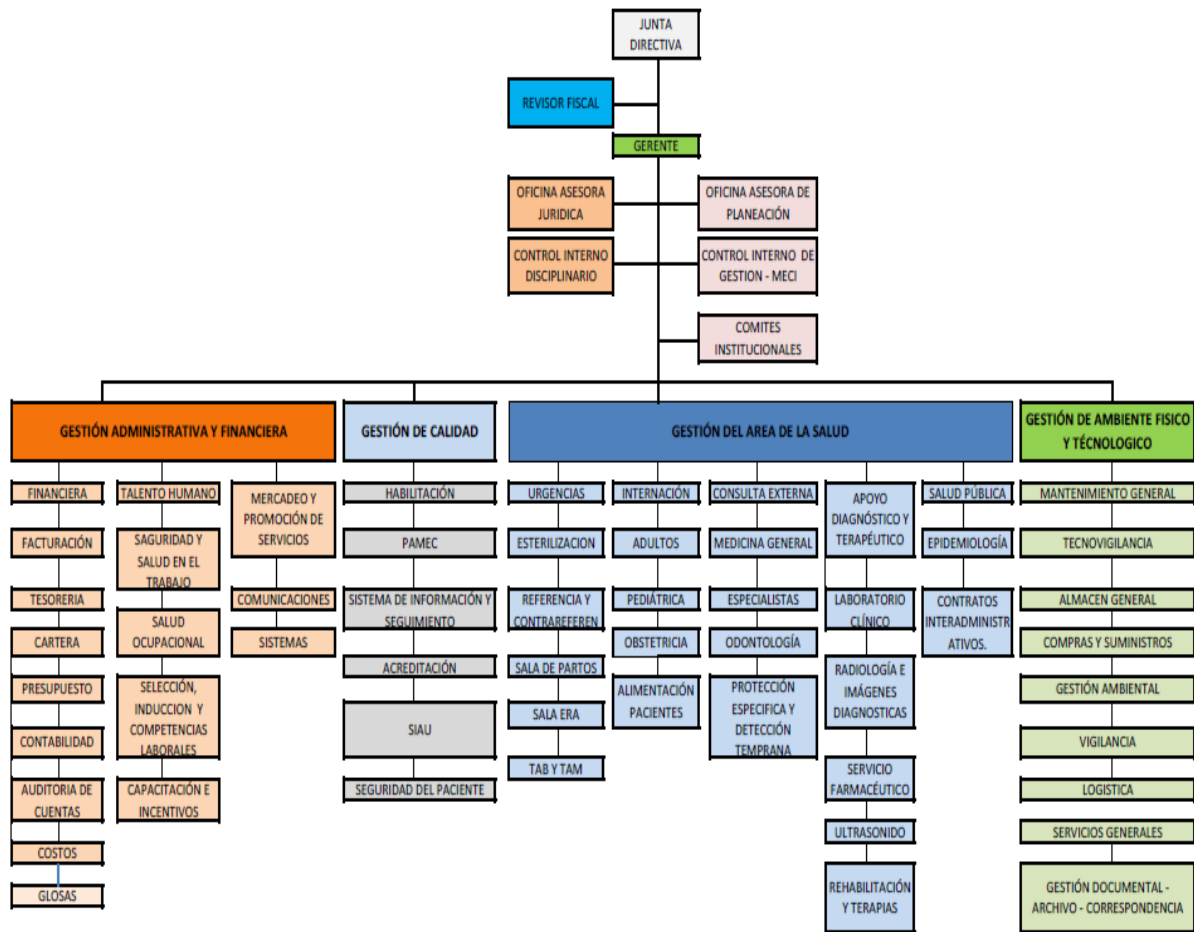 JUNTA
DIRECTIVA
REVISOR FISCAL
GERENTE
OFICINA ASESORA
JURIDICA
OFICINA ASESORA DE
PLANEACIÓN
CONTROL INTERNO
DISCIPLINARIO
CONTROL INTERNO DE
GESTION - MECI
COMITES
INSTITUCIONALES
GESTIÓN ADMINISTRATIVA Y FINANCIERA
FINANCIERA
FACTURACIÓN
TESORERIA
CARTERA
PRESUPUESTO
CONTABILIDAD
AUDITORIA DE
CUENTAS
COSTOS
GLOSAS
TALENTO HUMANO
SAGURIDAD Y
SALUD EN EL
TRABAJO
SALUD
OCUPACIONAL
SELECCIÓN,
INDUCCION Y
COMPETENCIAS
LABORALES
CAPACITACIÓN E
INCENTIVOS
MERCADEO Y
PROMOCIÓN DE
SERVICIOS
COMUNICACIONES
SISTEMAS
GESTIÓN DE CALIDAD
HABILITACIÓN
PAMEC
SISTEMA DE INFORMACIÓN Y
SEGUIMIENTO
ACREDITACIÓN
SIAU
SEGURIDAD DEL PACIENTE
GESTIÓN DEL AREA DE LA SALUD
URGENCIAS
ESTERILIZACION
REFERENCIA Y
CONTRAREFEREN
SALA DE PARTOS
SALA ERA
TAB Y TAM
INTERNACIÓN
ADULTOS
PEDIÁTRICA
OBSTETRICIA
ALIMENTACIÓN
PACIENTES
CONSULTA EXTERNA
MEDICINA GENERAL
ESPECIALISTAS
ODONTOLOGÍA
PROTECCIÓN
ESPECIFICA Y
DETECCIÓN
TEMPRANA
APOYO
DIAGNÓSTICO Y
TERAPÉUTICO
LABORATORIO
CLÍNICO
RADIOLOGÍA E
IMÁGENES
DIAGNOSTICAS
SERVICIO
FARMACÉUTICO
ULTRASONIDO
REHABILITACIÓN
Y TERAPIAS
SALUD PÚBLICA
EPIDEMIOLOGÍA
CONTRATOS
INTERADMINISTR
ATIVOS.
GESTIÓN DE AMBIENTE FISICO
Y TÉCNOLOGICO
MANTENIMIENTO GENERAL
TECNOVIGILANCIA
ALMACEN GENERAL
COMPRAS Y SUMINISTROS
GESTIÓN AMBIENTAL
VIGILANCIA
LOGISTICA
SERVICIOS GENERALES
GESTIÓN DOCUMENTAL -
ARCHIVO - CORRESPONDENCIA